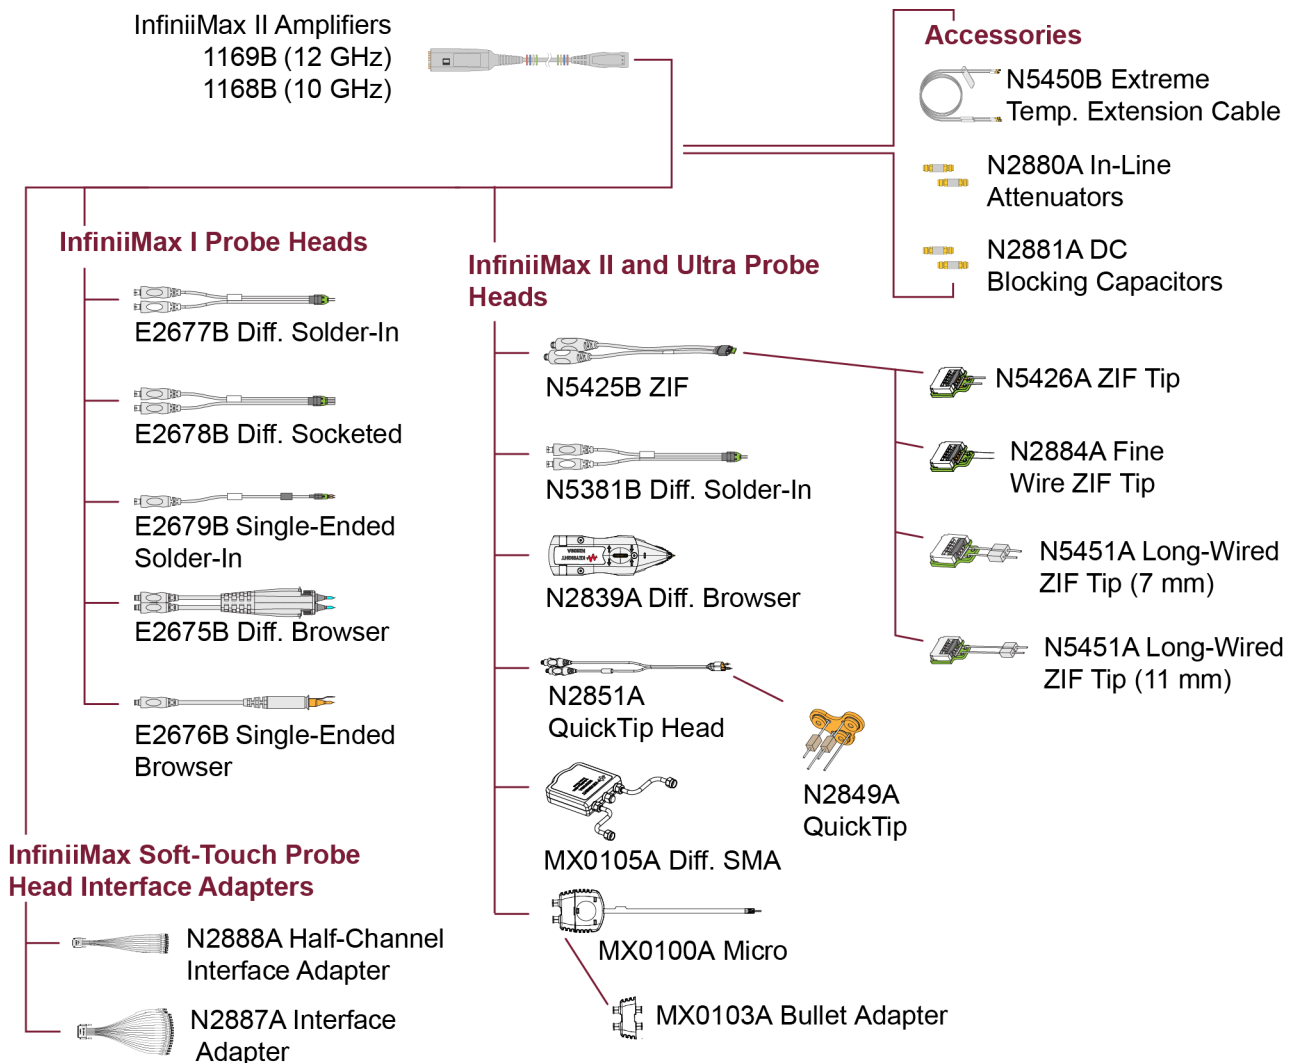 InfiniiMax II Amplifiers
1169B (12 GHz)
1168B (10 GHz)
Accessories
N5450B Extreme
Temp. Extension Cable
N2880A In-Line
Attenuators
N2881A DC
Blocking Capacitors
InfiniiMax I Probe Heads
E2677B Diff. Solder-In
E2678B Diff. Socketed
E2679B Single-Ended
Solder-In
E2675B Diff. Browser
E2676B Single-Ended
Browser
InfiniiMax II and Ultra Probe
Heads
N5425B ZIF
N5381B Diff. Solder-In
KEYSIGHT
N2839A Diff. Browser
N2851A
QuickTip Head
MX0105A Diff. SMA
MX0100A Micro
MX0103A Bullet Adapter
N5426A ZIF Tip
N2884A Fine
Wire ZIF Tip
N5451A Long-Wired
ZIF Tip (7 mm)
N5451A Long-Wired
ZIF Tip (11 mm)
N2849A
QuickTip
InfiniiMax Soft-Touch Probe
Head Interface Adapters
N2888A Half-Channel
Interface Adapter
N2887A Interface
Adapter